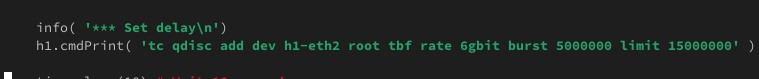 info( '*** Set delay\n')
h1.cmdPrint( 'tc qdisc add dev h1-eth2 root tbf rate 6gbit burst 5000000 limit 15000000' )